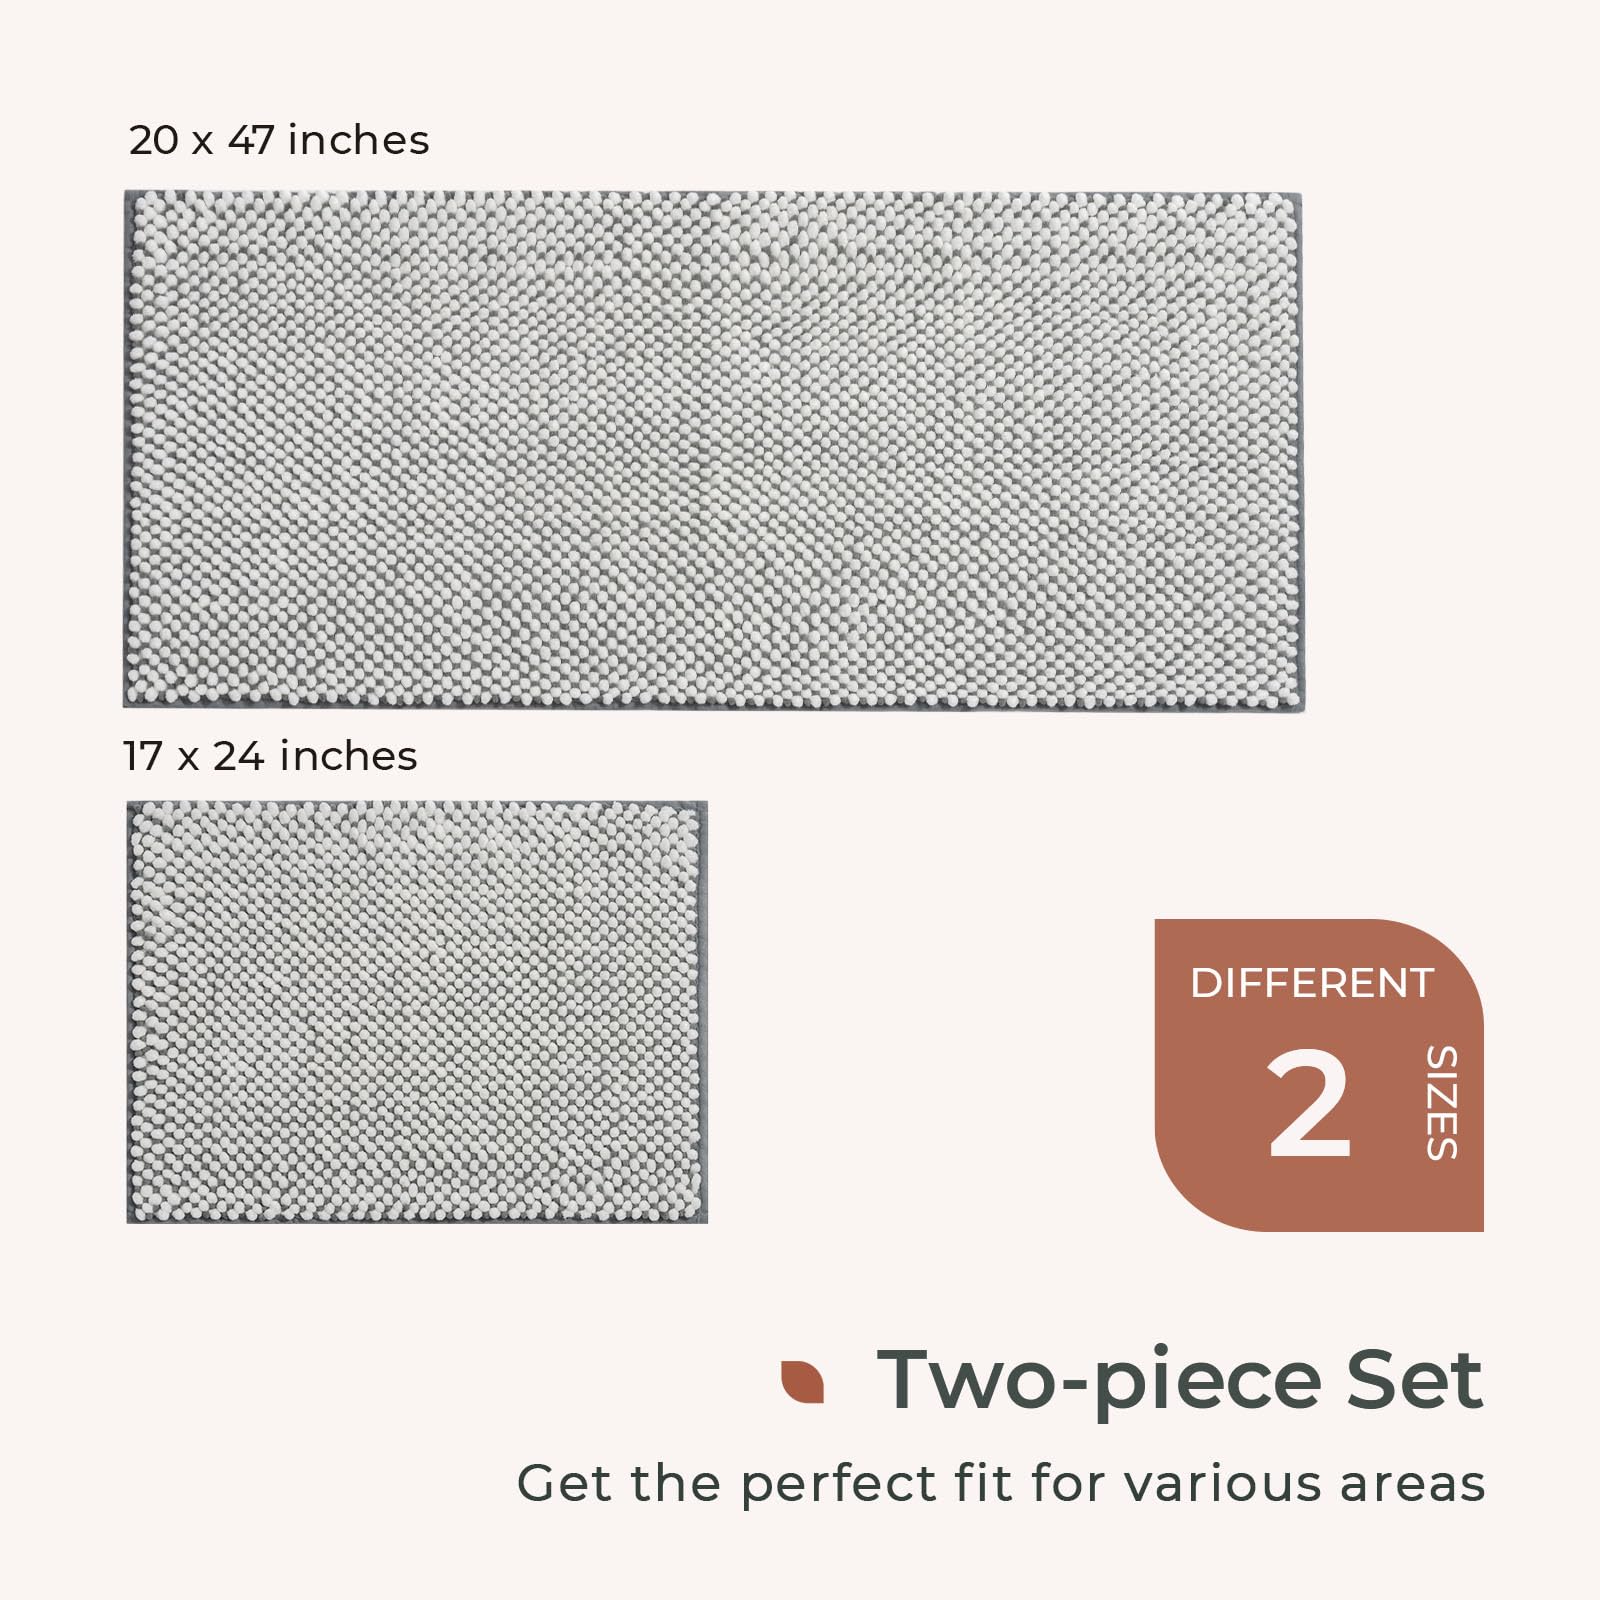 20 x 47 inches
17 x 24 inches
DIFFERENT
2
SIZES
Two-piece Set
Get the perfect fit for various areas